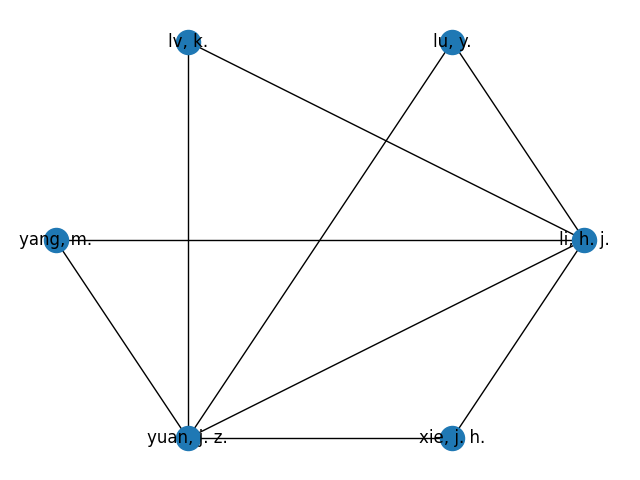 lv, k.
lu, y.
yang, m.
li, h. j.
yuan, j. z.
xie, j. h.